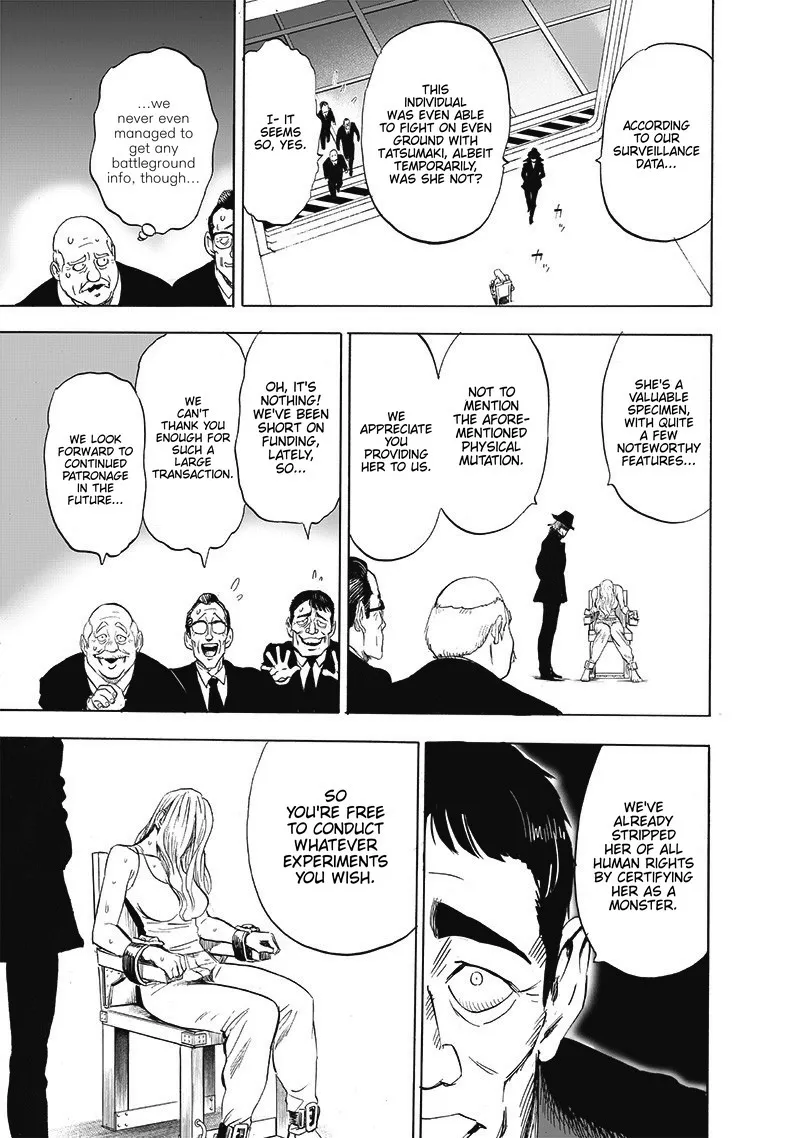 ACCORDING
TO OUR
SURVEILLANCE
DATA...
THIS
INDIVIDUAL
WAS EVEN ABLE
TO FIGHT ON EVEN
GROUND WITH
TATSUMAKI, ALBEIT
TEMPORARILY,
WAS SHE NOT?
I- IT
SEEMS
SO, YES.
カッ
カッ
...we
never even
managed to
get any
battleground
info, though...
SHE'S A
VALUABLE
SPECIMEN,
WITH QUITE
A FEW
NOTEWORTHY
FEATURES...
NOT TO
MENTION
THE AFORE-
MENTIONED
PHYSICAL
MUTATION.
WE
APPRECIATE
YOU
PROVIDING
HER TO US.
OH, IT'S
NOTHING!
WE'VE BEEN
SHORT ON
FUNDING,
LATELY,
SO...
WE
CAN'T
THANK YOU
ENOUGH FOR
SUCH A
LARGE
TRANSACTION.
WE LOOK
FORWARD TO
CONTINUED
PATRONAGE
IN THE
FUTURE...
WE'VE
ALREADY
STRIPPED
HER OF ALL
HUMAN RIGHTS
BY CERTIFYING
HER AS A
MONSTER.
SO
YOU'RE FREE
TO CONDUCT
WHATEVER
EXPERIMENTS
YOU WISH.